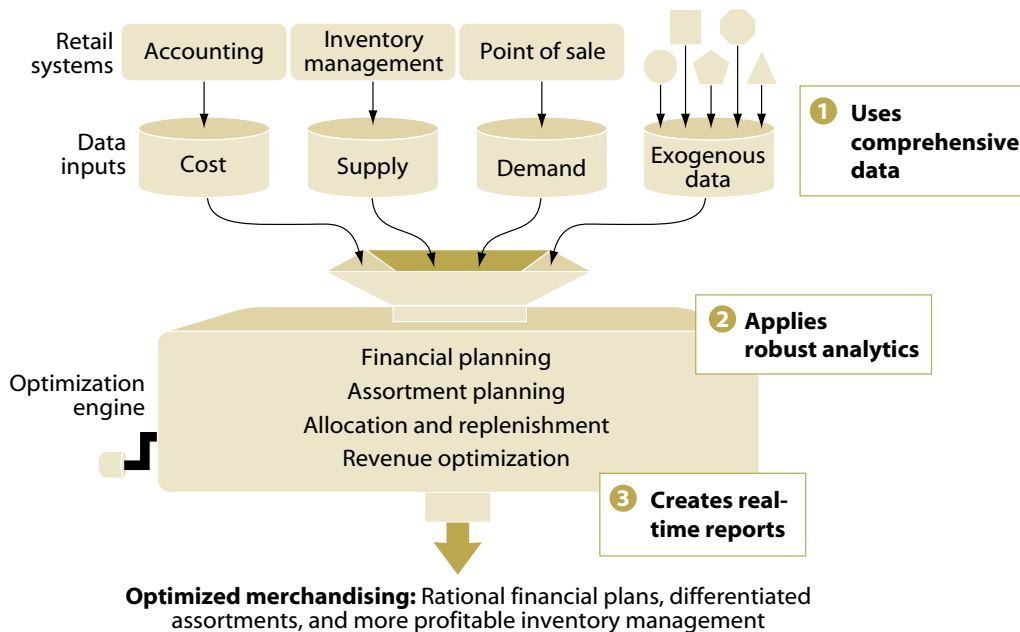 Retail
systems
Accounting
Inventory
management
Point of sale
Data
inputs
Cost
Supply
Demand
Exogenous
data
1 Uses
comprehensive
data
2 Applies
robust analytics
Optimization
engine
Financial planning
Assortment planning
Allocation and replenishment
Revenue optimization
3 Creates real-
time reports
Optimized merchandising: Rational financial plans, differentiated
assortments, and more profitable inventory management